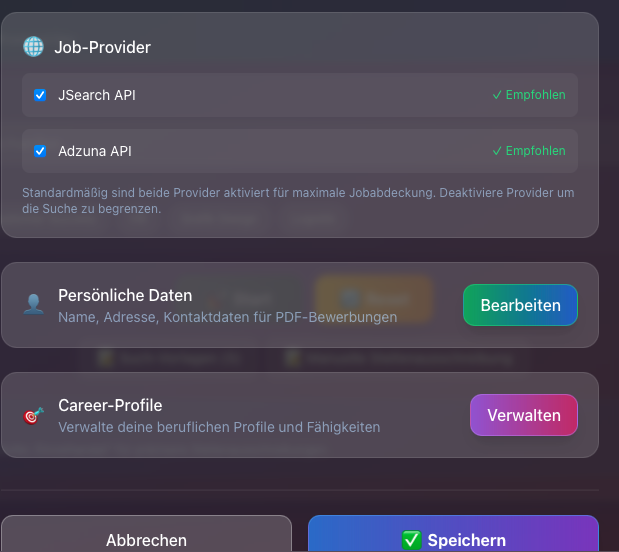 Job-Provider
JSearch API
✓ Empfohlen
Adzuna API
✓ Empfohlen
Standardmäßig sind beide Provider aktiviert für maximale Jobabdeckung. Deaktiviere Provider um
die Suche zu begrenzen.
Persönliche Daten
Name, Adresse, Kontaktdaten für PDF-Bewerbungen
Bearbeiten
Career-Profile
Verwalte deine beruflichen Profile und Fähigkeiten
Verwalten
Abbrechen
✅ Speichern